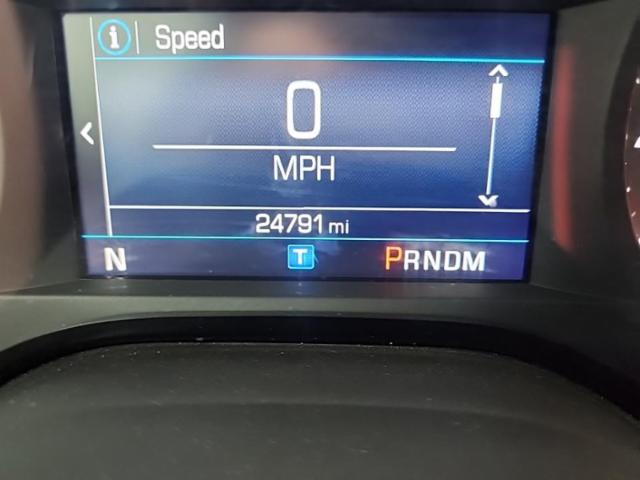 i Speed
0
MPH
24791 mi
N T PRNDM